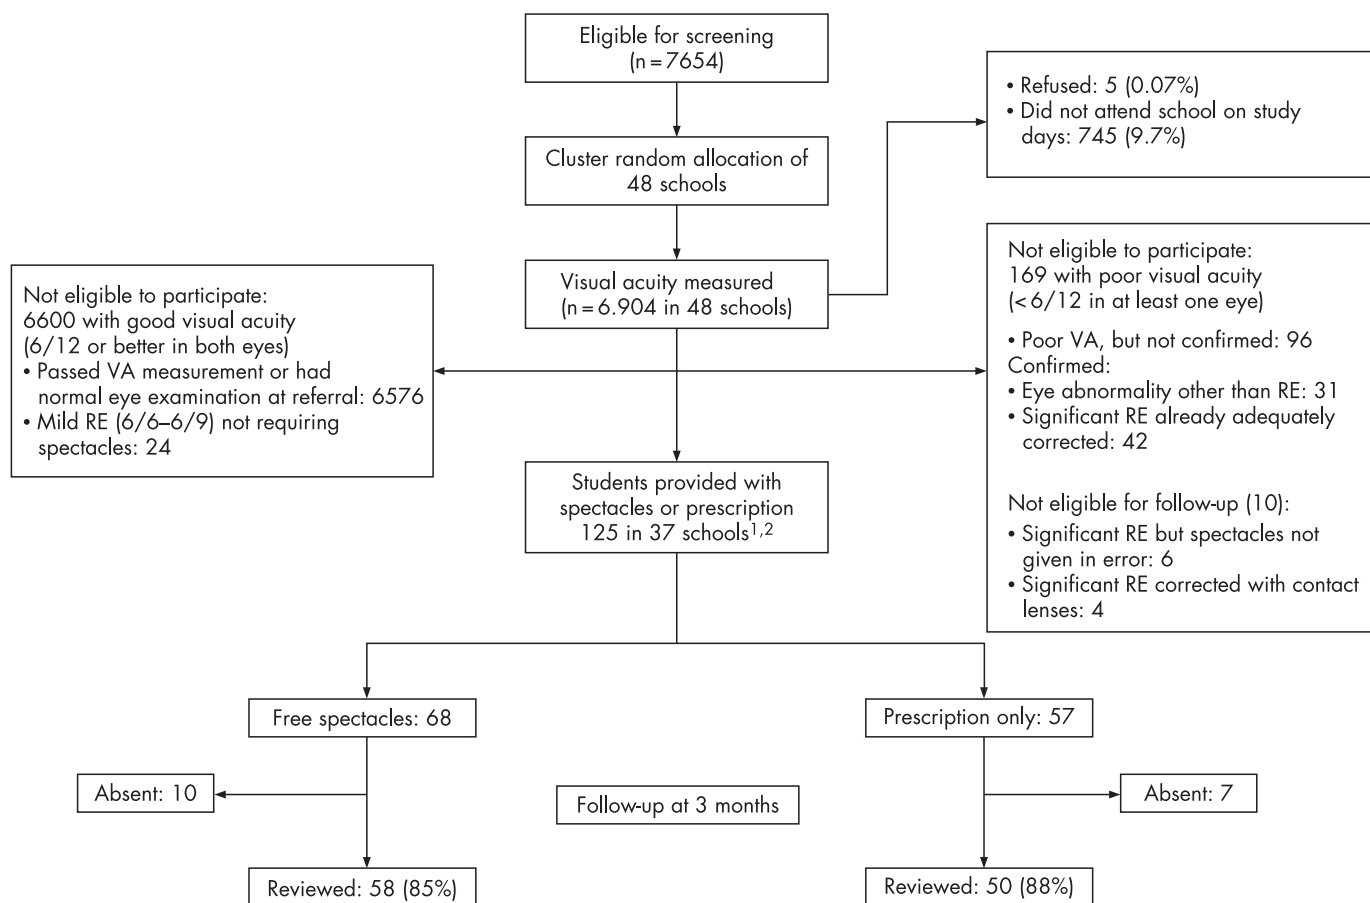 Eligible for screening
(n = 7654)
• Refused: 5 (0.07%)
• Did not attend school on study
days: 745 (9.7%)
Cluster random allocation of
48 schools
Visual acuity measured
(n = 6.904 in 48 schools)
Not eligible to participate:
6600 with good visual acuity
(6/12 or better in both eyes)
• Passed VA measurement or had
normal eye examination at referral: 6576
• Mild RE (6/6–6/9) not requiring
spectacles: 24
Not eligible to participate:
169 with poor visual acuity
(< 6/12 in at least one eye)
• Poor VA, but not confirmed: 96
Confirmed:
• Eye abnormality other than RE: 31
• Significant RE already adequately
corrected: 42
Not eligible for follow-up (10):
• Significant RE but spectacles not
given in error: 6
• Significant RE corrected with contact
lenses: 4
Students provided with
spectacles or prescription
125 in 37 schools1,2
Free spectacles: 68
Prescription only: 57
Absent: 10
Follow-up at 3 months
Absent: 7
Reviewed: 58 (85%)
Reviewed: 50 (88%)